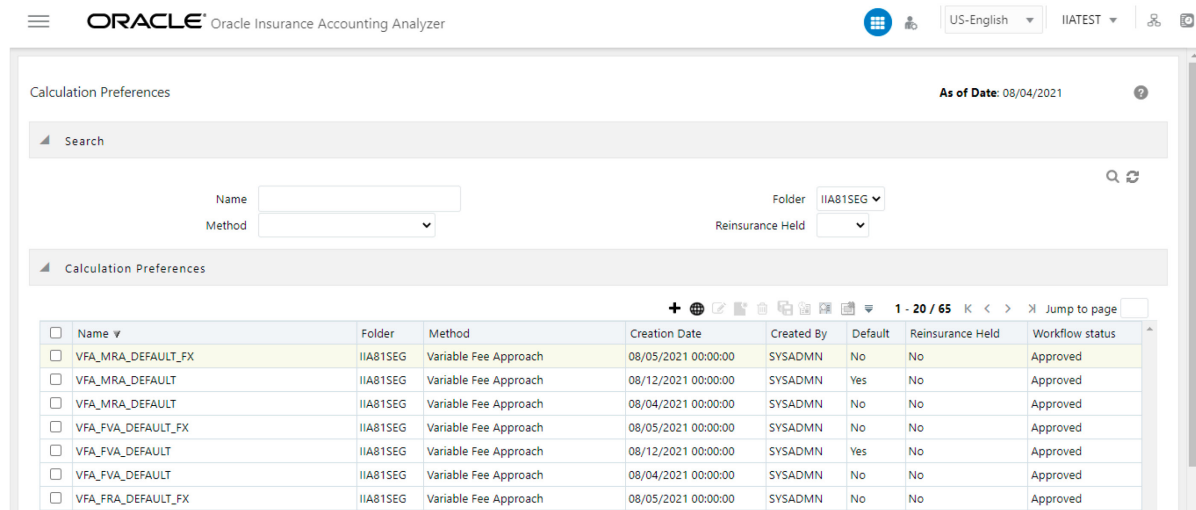 ORACLE® Oracle Insurance Accounting Analyzer US-English IIATEST
Calculation Preferences As of Date: 08/04/2021
Search
Name Folder IIA81SEG
Method Reinsurance Held
Calculation Preferences
1 - 20 / 65 Jump to page
Name Folder Method Creation Date Created By Default Reinsurance Held Workflow status
VFA_MRA_DEFAULT_FX IIA81SEG Variable Fee Approach 08/05/2021 00:00:00 SYSADMN No No Approved
VFA_MRA_DEFAULT IIA81SEG Variable Fee Approach 08/12/2021 00:00:00 SYSADMN Yes No Approved
VFA_MRA_DEFAULT IIA81SEG Variable Fee Approach 08/04/2021 00:00:00 SYSADMN No No Approved
VFA_FVA_DEFAULT_FX IIA81SEG Variable Fee Approach 08/05/2021 00:00:00 SYSADMN No No Approved
VFA_FVA_DEFAULT IIA81SEG Variable Fee Approach 08/12/2021 00:00:00 SYSADMN Yes No Approved
VFA_FVA_DEFAULT IIA81SEG Variable Fee Approach 08/04/2021 00:00:00 SYSADMN No No Approved
VFA_FRA_DEFAULT_FX IIA81SEG Variable Fee Approach 08/05/2021 00:00:00 SYSADMN No No Approved